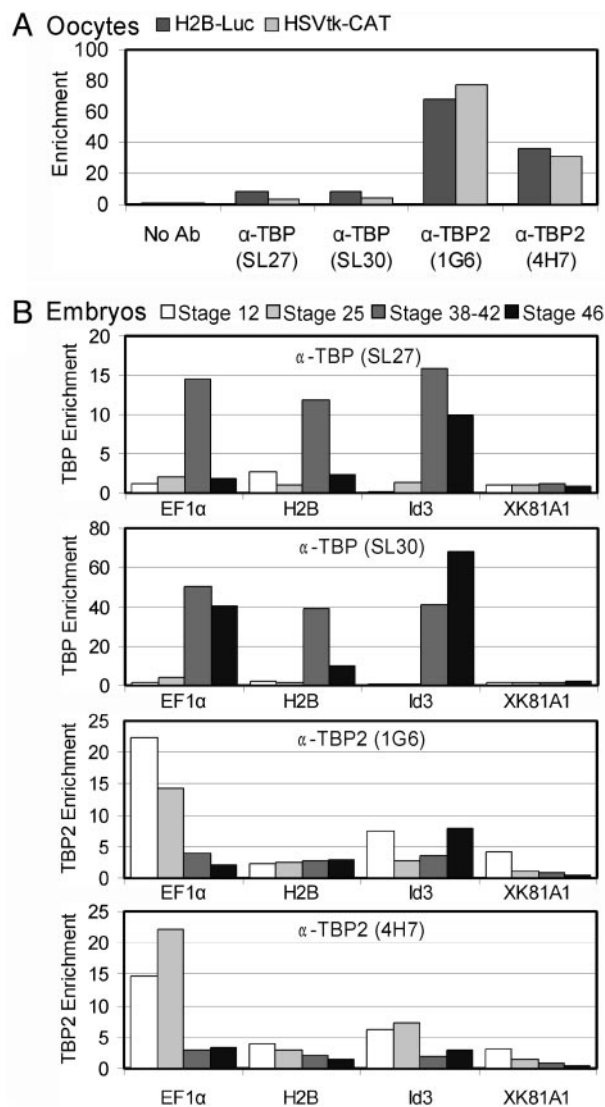 A Oocytes H2B-Luc HSVtk-CAT
Enrichment
100
80
60
40
20
0
No Ab α-TBP α-TBP α-TBP2 α-TBP2
(SL27) (SL30) (1G6) (4H7)
B Embryos Stage 12 Stage 25 Stage 38-42 Stage 46
α-TBP (SL27)
TBP Enrichment
20
15
10
5
0
EF1α H2B Id3 XK81A1
α-TBP (SL30)
TBP Enrichment
80
60
40
20
0
EF1α H2B Id3 XK81A1
α-TBP2 (1G6)
TBP2 Enrichment
25
20
15
10
5
0
EF1α H2B Id3 XK81A1
α-TBP2 (4H7)
TBP2 Enrichment
25
20
15
10
5
0
EF1α H2B Id3 XK81A1